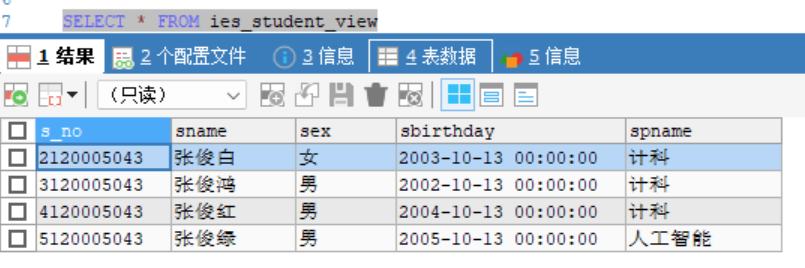 7 SELECT * FROM ies_student_view
1 结果 2 个配置文件 3 信息 4 表数据 5 信息
（只读）
s_no sname sex sbirthday spname
2120005043 张俊白 女 2003-10-13 00:00:00 计科
3120005043 张俊鸿 男 2002-10-13 00:00:00 计科
4120005043 张俊红 男 2004-10-13 00:00:00 计科
5120005043 张俊绿 男 2005-10-13 00:00:00 人工智能